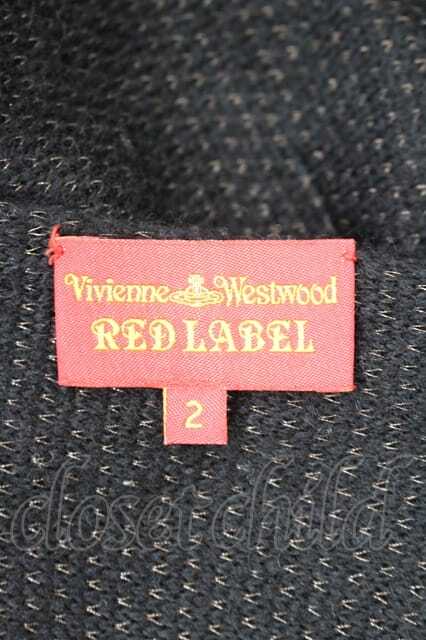 Vivienne Westwood
RED LABEL
2
closet child